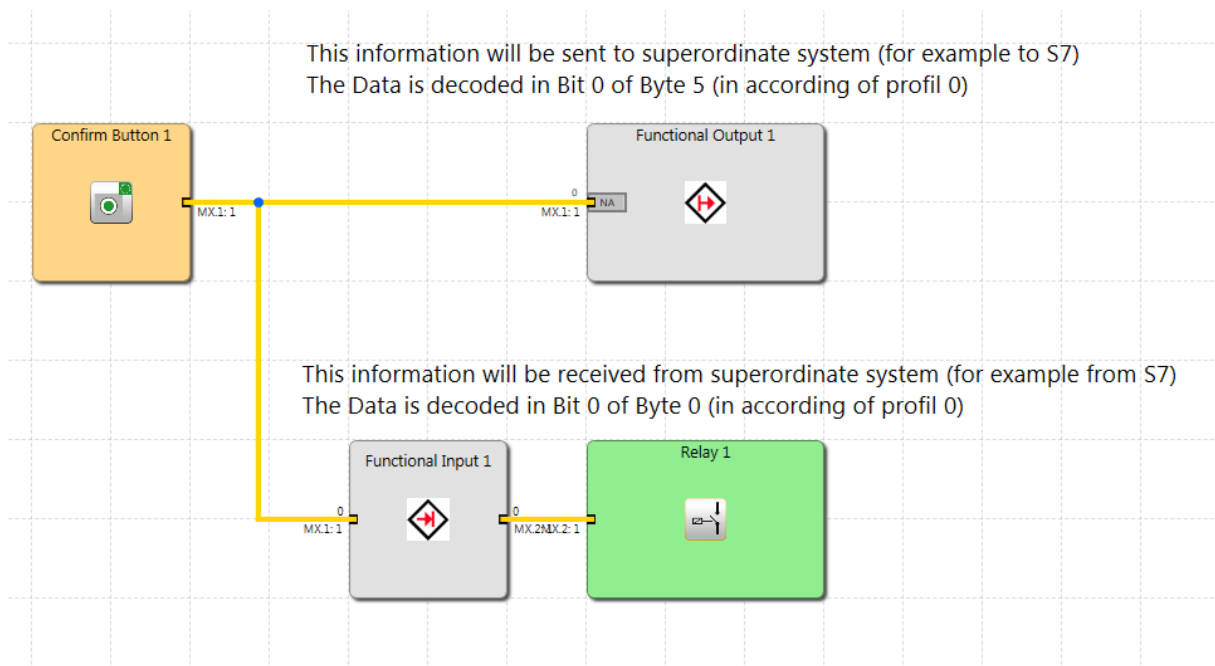 This information will be sent to superordinate system (for example to S7)
The Data is decoded in Bit 0 of Byte 5 (in according of profil 0)
Confirm Button 1
Functional Output 1
0
NA
MX.1: 1
MX.1: 1
This information will be received from superordinate system (for example from S7)
The Data is decoded in Bit 0 of Byte 0 (in according of profil 0)
Functional Input 1
Relay 1
0
0
MX.1: 1
MX.2: 1
MX.2: 1